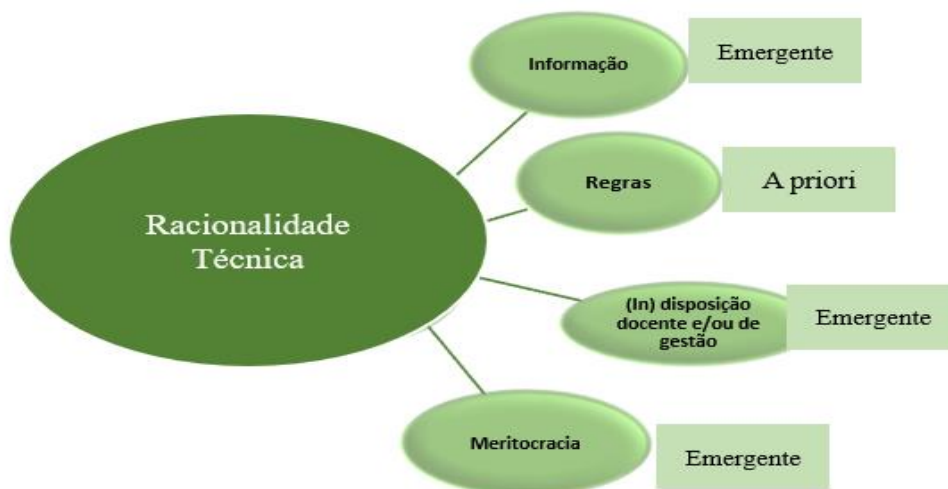 Racionalidade
Técnica
Informação
Emergente
Regras
A priori
(In) disposição
docente e/ou de
gestão
Emergente
Meritocracia
Emergente